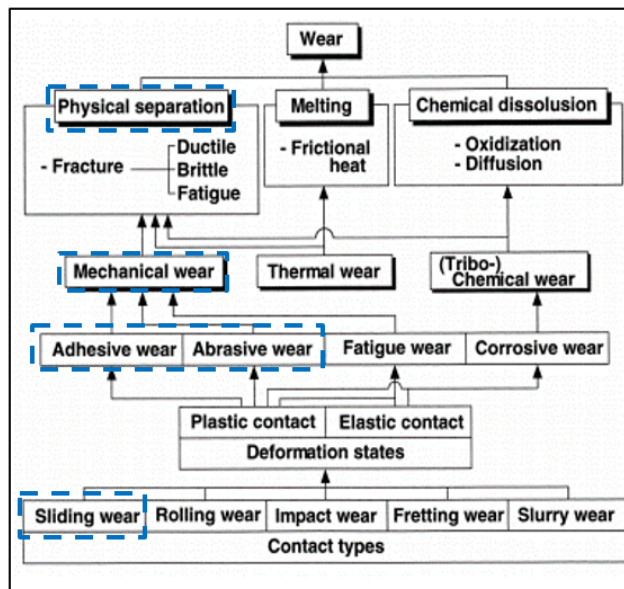 Wear
Physical separation
Melting
Chemical dissolusion
- Fracture
Ductile
Brittle
Fatigue
- Frictional
heat
- Oxidization
- Diffusion
Mechanical wear
Thermal wear
(Tribo-)
Chemical wear
Adhesive wear
Abrasive wear
Fatigue wear
Corrosive wear
Plastic contact
Elastic contact
Deformation states
Sliding wear
Rolling wear
Impact wear
Fretting wear
Slurry wear
Contact types